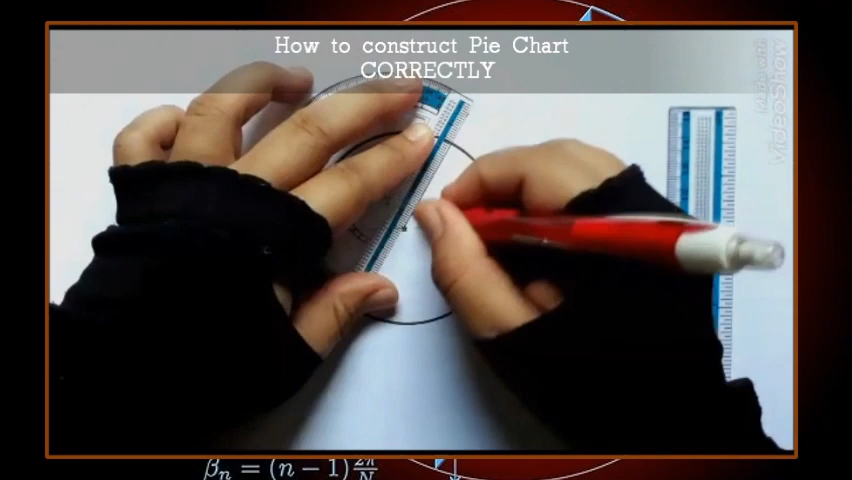 How to construct Pie Chart
CORRECTLY
Made with
VideoShow
βₙ = (n − 1) 2π/N